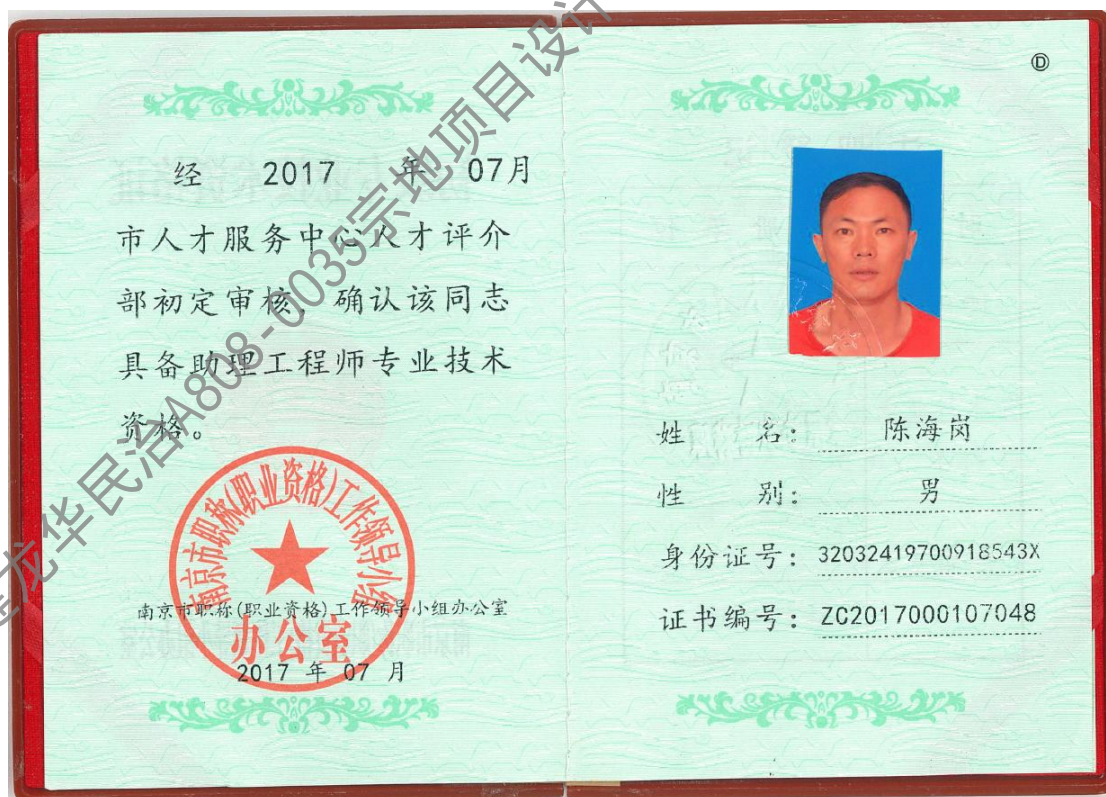 经 2017 年 07月
市人才服务中心人才评介
部初定审核，确认该同志
具备助理工程师专业技术
资格。
南京市职称(职业资格)工作领导小组
办公室
南京市职称(职业资格)工作领导小组办公室
2017 年 07 月
Ⓓ
姓 名： 陈海岗
性 别： 男
身份证号： 32032419700918543X
证书编号： ZC2017000107048
龙华民治A808-0035宗地项目设计